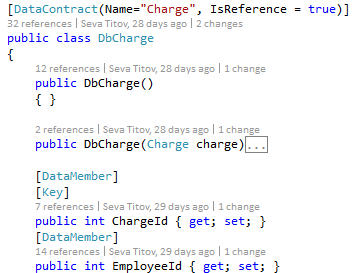 [DataContract(Name="Charge", IsReference = true)]
32 references | Seva Titov, 28 days ago | 2 changes
public class DbCharge
{
12 references | Seva Titov, 28 days ago | 1 change
public DbCharge()
{ }
2 references | Seva Titov, 28 days ago | 1 change
public DbCharge(Charge charge)...
[DataMember]
[Key]
7 references | Seva Titov, 29 days ago | 1 change
public int ChargeId { get; set; }
[DataMember]
14 references | Seva Titov, 29 days ago | 1 change
public int EmployeeId { get; set; }